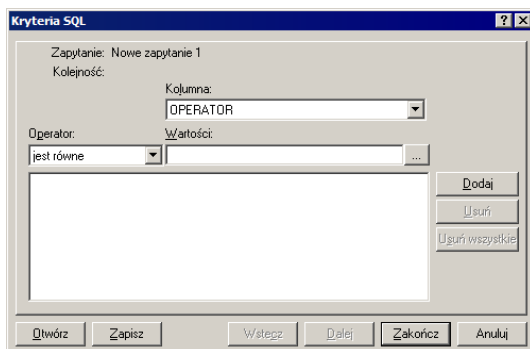 Kryteria SQL
Zapytanie: Nowe zapytanie 1
Kolejność:
Kolumna:
OPERATOR
Operator: Wartości:
jest równe ...
Dodaj
Usuń
Usuń wszystkie
Otwórz Zapisz Wstecz Dalej Zakończ Anuluj